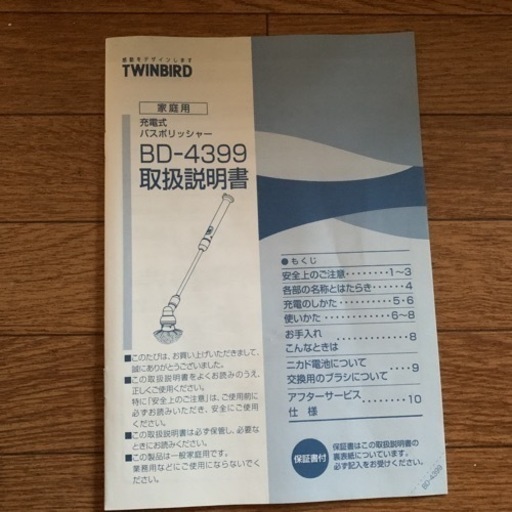 感動をデザインします
TWINBIRD
家庭用
充電式
バスポリッシャー
BD-4399
取扱説明書
●もくじ
安全上のご注意・・・・・・・・1〜3
各部の名称とはたらき・・・・・・4
充電のしかた・・・・・・・・・5・6
使いかた・・・・・・・・・・・6〜8
お手入れ
こんなときは・・・・・・・・8
ニカド電池について
交換用のブラシについて・・・9
アフターサービス
仕様・・・・・・・・10
■このたびは、お買い上げいただきまして、
誠にありがとうございました。
■この取扱説明書をよくお読みのうえ、
正しくご使用ください。
特に「安全上のご注意」は、ご使用前に
必ずお読みいただき、安全にご使用
ください。
■この取扱説明書は必ず保管し、必要な
ときにお読みください。
■この製品は一般家庭用です。
業務用などにご使用にならないでく
ださい。
保証書付
保証書はこの取扱説明書の
裏表紙についています。
必ず記入をお受けください。
BD-4399